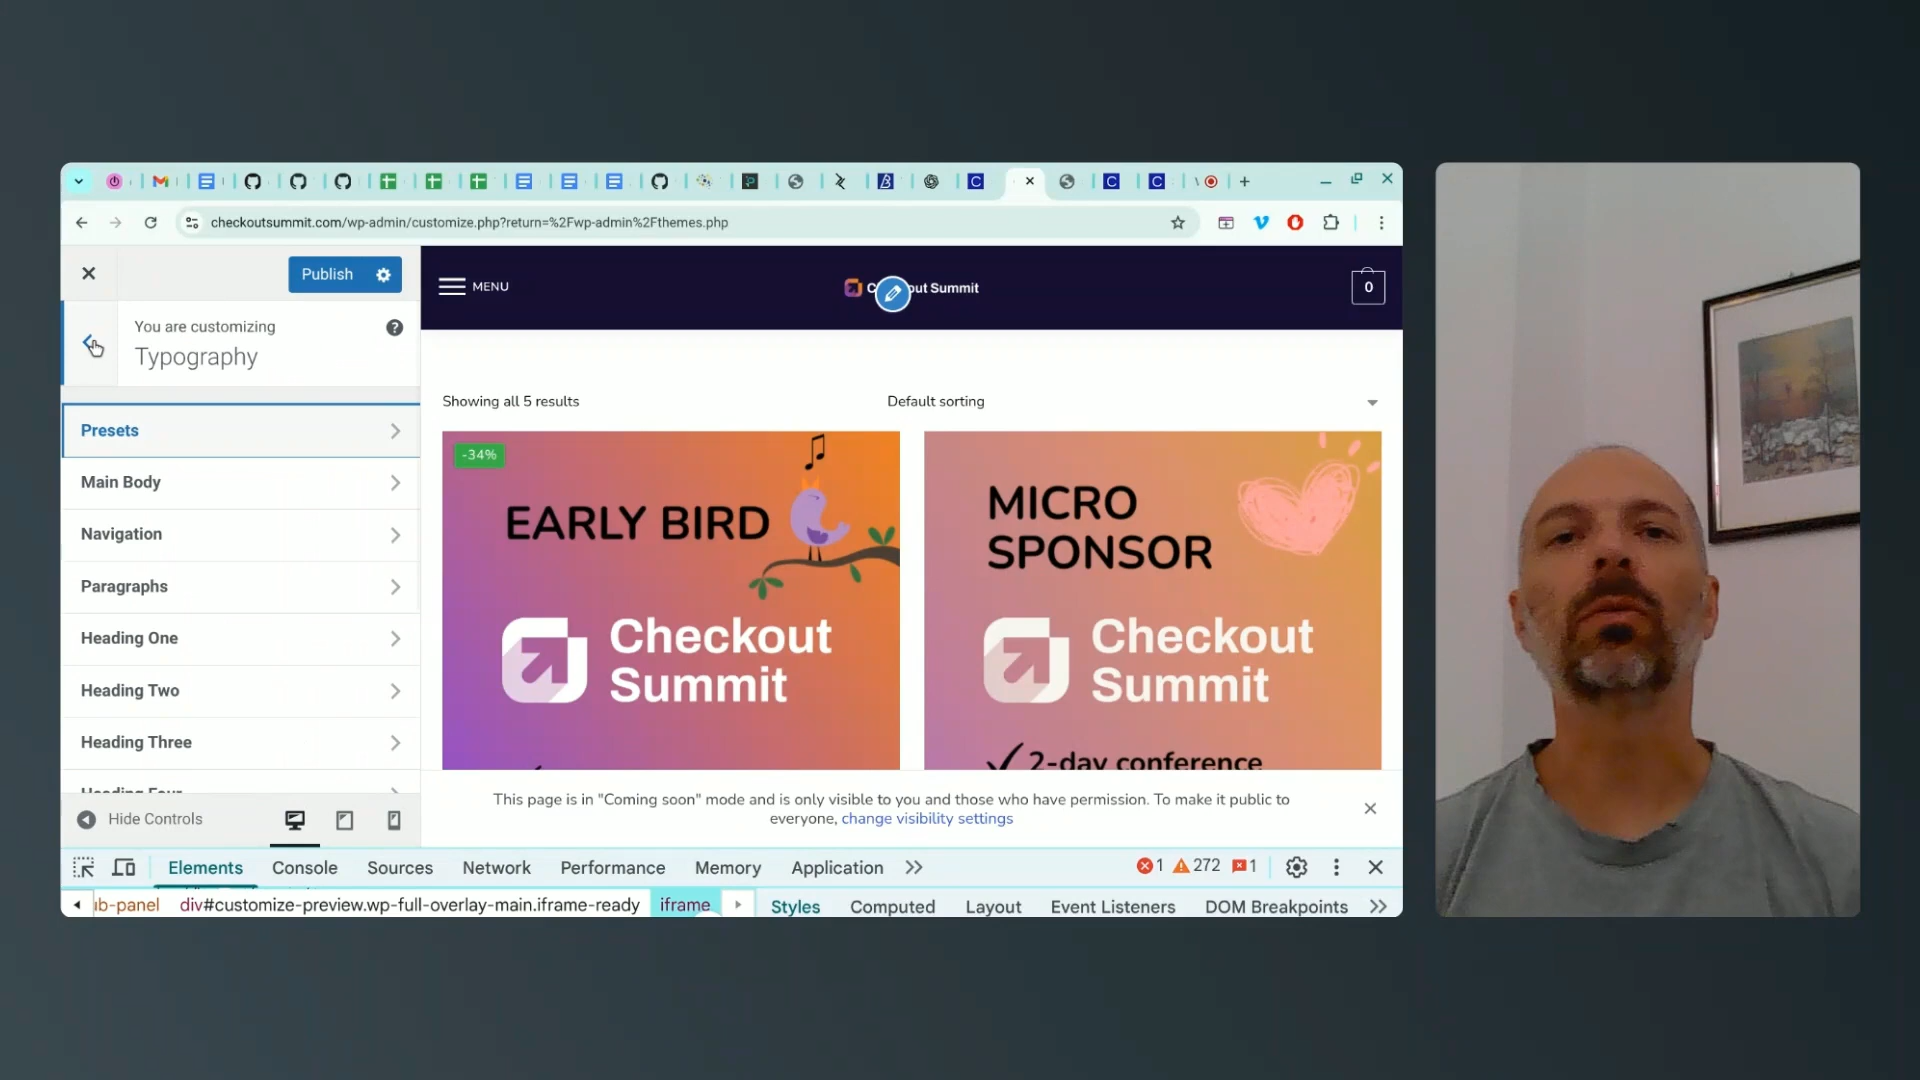 checkoutsummit.com/wp-admin/customize.php?return=%2Fwp-admin%2Fthemes.php
Publish
You are customizing
Typography
Presets
Main Body
Navigation
Paragraphs
Heading One
Heading Two
Heading Three
Heading Four
Hide Controls
MENU
out Summit
0
Showing all 5 results
Default sorting
-34%
EARLY BIRD
Checkout
Summit
MICRO
SPONSOR
Checkout
Summit
2-day conference
This page is in "Coming soon" mode and is only visible to you and those who have permission. To make it public to
everyone, change visibility settings
Elements Console Sources Network Performance Memory Application 1 272 1
b-panel div#customize-preview.wp-full-overlay-main.iframe-ready iframe
Styles Computed Layout Event Listeners DOM Breakpoints